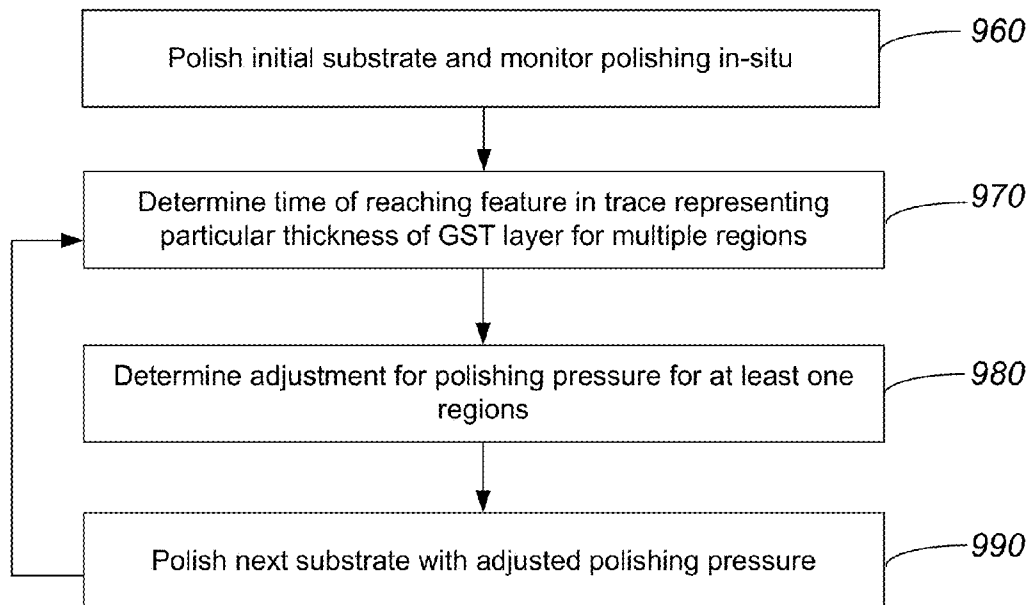 960
Polish initial substrate and monitor polishing in-situ
970
Determine time of reaching feature in trace representing
particular thickness of GST layer for multiple regions
980
Determine adjustment for polishing pressure for at least one
regions
990
Polish next substrate with adjusted polishing pressure